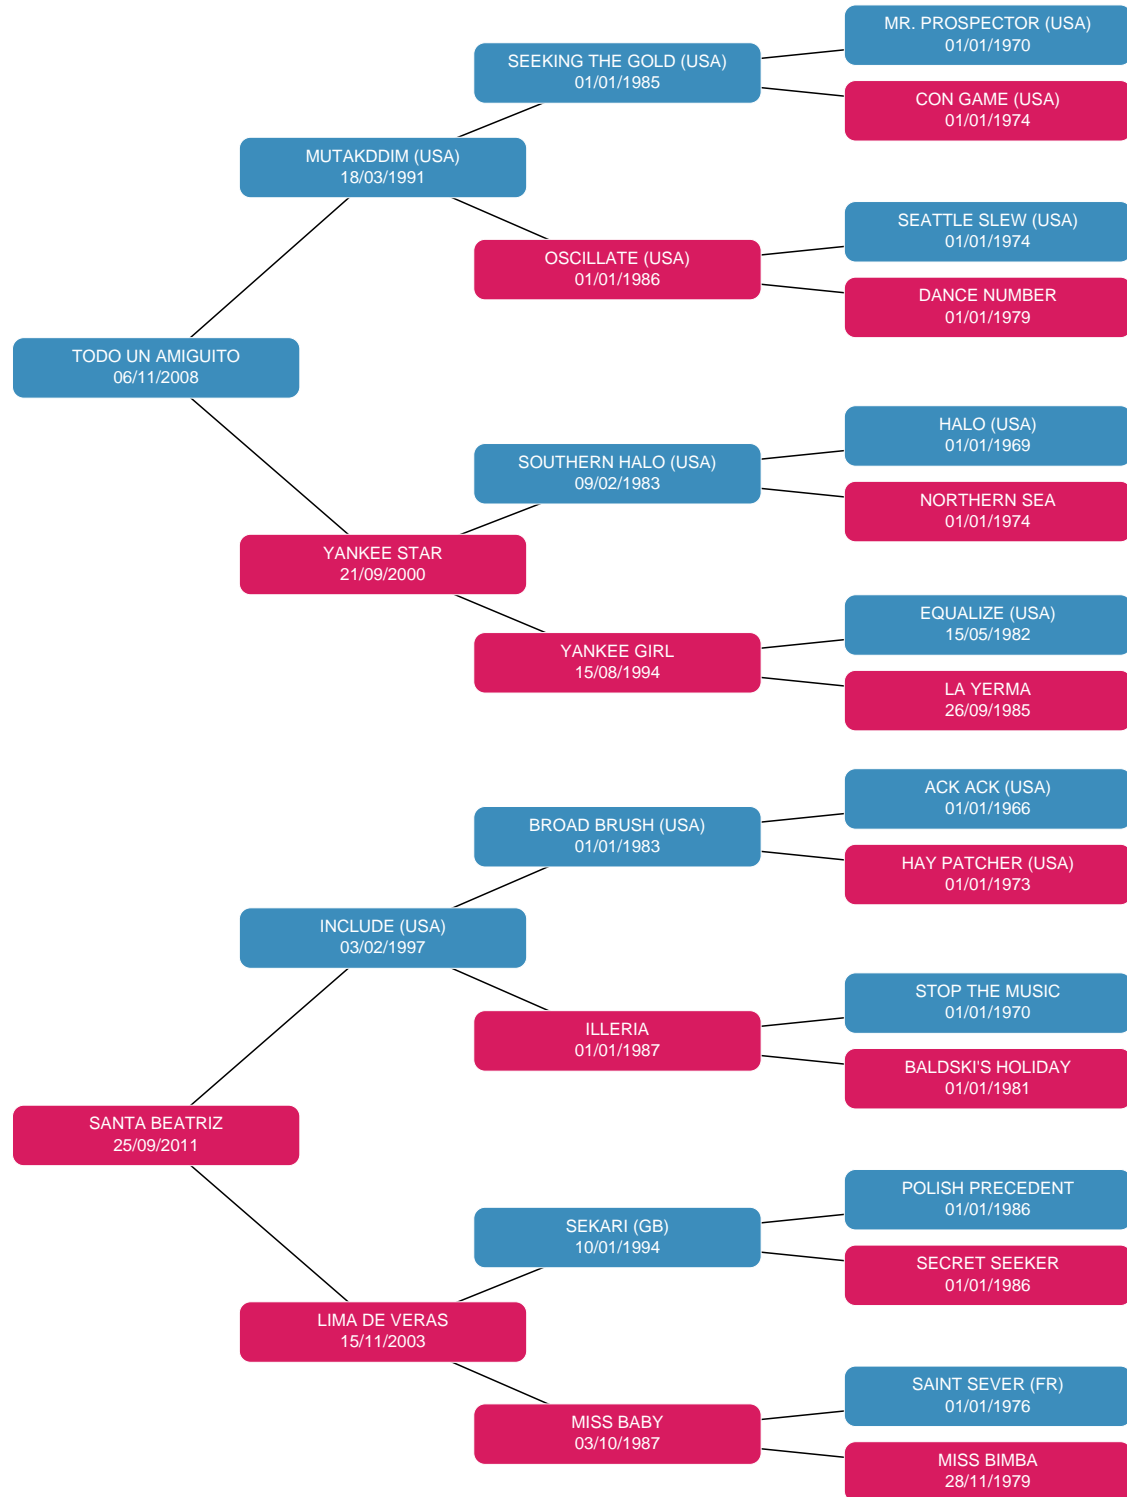 MR. PROSPECTOR (USA)
01/01/1970
SEEKING THE GOLD (USA)
01/01/1985
CON GAME (USA)
01/01/1974
MUTAKDDIM (USA)
18/03/1991
SEATTLE SLEW (USA)
01/01/1974
OSCILLATE (USA)
01/01/1986
DANCE NUMBER
01/01/1979
TODO UN AMIGUITO
06/11/2008
HALO (USA)
01/01/1969
SOUTHERN HALO (USA)
09/02/1983
NORTHERN SEA
01/01/1974
YANKEE STAR
21/09/2000
EQUALIZE (USA)
15/05/1982
YANKEE GIRL
15/08/1994
LA YERMA
26/09/1985
ACK ACK (USA)
01/01/1966
BROAD BRUSH (USA)
01/01/1983
HAY PATCHER (USA)
01/01/1973
INCLUDE (USA)
03/02/1997
STOP THE MUSIC
01/01/1970
ILLERIA
01/01/1987
BALDSKI'S HOLIDAY
01/01/1981
SANTA BEATRIZ
25/09/2011
POLISH PRECEDENT
01/01/1986
SEKARI (GB)
10/01/1994
SECRET SEEKER
01/01/1986
LIMA DE VERAS
15/11/2003
SAINT SEVER (FR)
01/01/1976
MISS BABY
03/10/1987
MISS BIMBA
28/11/1979